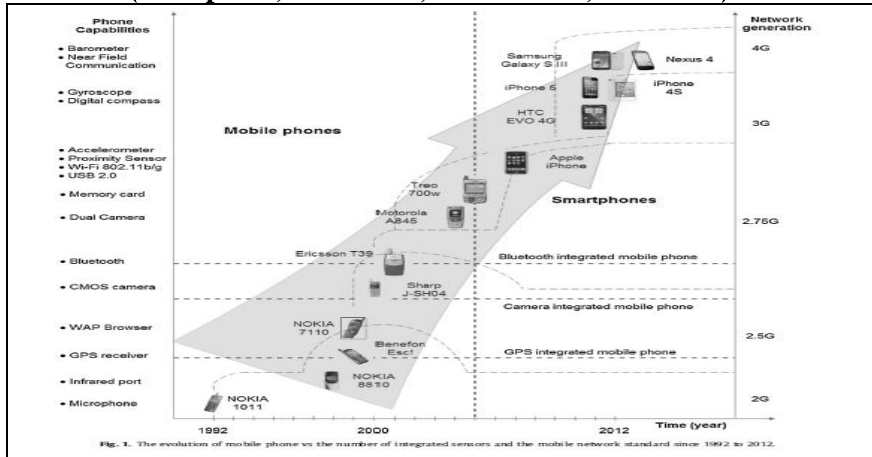 Phone
Capabilities
Network
generation
• Barometer
• Near Field
Communication
• Gyroscope
• Digital compass
• Accelerometer
• Proximity Sensor
• Wi-Fi 802.11b/g
• USB 2.0
• Memory card
• Dual Camera
• Bluetooth
• CMOS camera
• WAP Browser
• GPS receiver
• Infrared port
• Microphone
Mobile phones
Smartphones
Samsung
Galaxy S III
Nexus 4
iPhone 5
iPhone
4S
HTC
EVO 4G
Apple
iPhone
Treo
700w
Motorola
A845
Ericsson T39
Sharp
J-SH04
NOKIA
7110
Benefon
Esc!
NOKIA
8810
NOKIA
1011
Bluetooth integrated mobile phone
Camera integrated mobile phone
GPS integrated mobile phone
4G
3G
2.75G
2.5G
2G
1992
2000
2012
Time (year)
Fig. 1. The evolution of mobile phone vs the number of integrated sensors and the mobile network standard since 1992 to 2012.